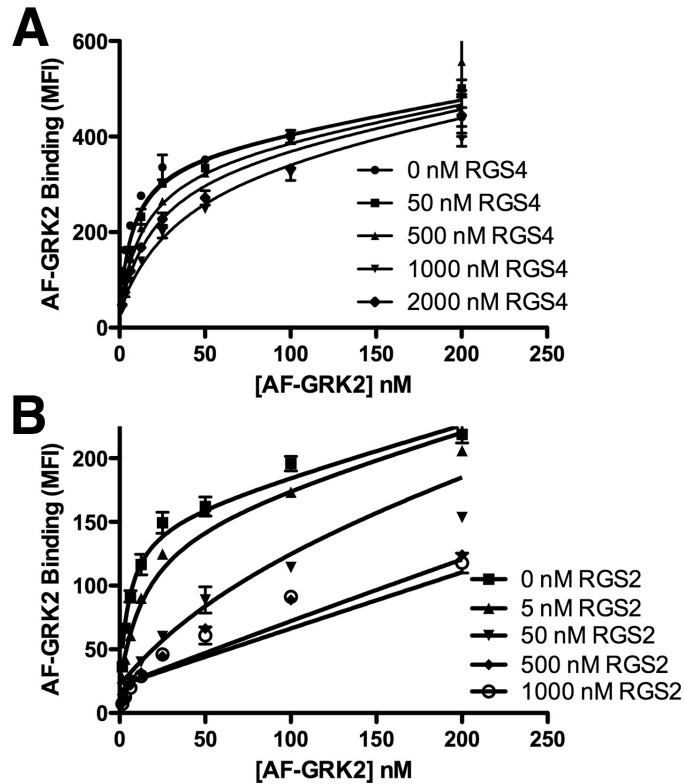 A
AF-GRK2 Binding (MFI)
600
400
200
0
0 50 100 150 200 250
[AF-GRK2] nM
0 nM RGS4
50 nM RGS4
500 nM RGS4
1000 nM RGS4
2000 nM RGS4
B
AF-GRK2 Binding (MFI)
200
150
100
50
0
0 50 100 150 200 250
[AF-GRK2] nM
0 nM RGS2
5 nM RGS2
50 nM RGS2
500 nM RGS2
1000 nM RGS2